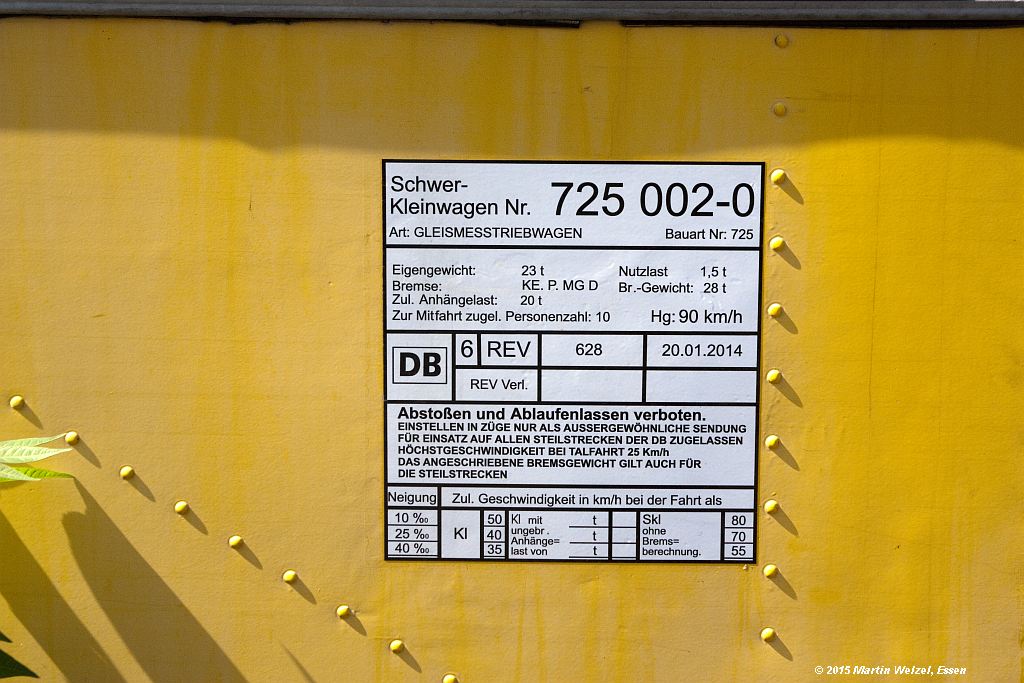 Schwer-
Kleinwagen Nr. 725 002-0
Art: GLEISMESSTRIEBWAGEN Bauart Nr: 725
Eigengewicht: 23 t Nutzlast 1,5 t
Bremse: KE. P. MG D Br.-Gewicht: 28 t
Zul. Anhängelast: 20 t
Zur Mitfahrt zugel. Personenzahl: 10 Hg: 90 km/h
DB 6 REV 628 20.01.2014
REV Verl.
Abstoßen und Ablaufenlassen verboten.
EINSTELLEN IN ZÜGE NUR ALS AUSSERGEWÖHNLICHE SENDUNG
FÜR EINSATZ AUF ALLEN STEILSTRECKEN DER DB ZUGELASSEN
HÖCHSTGESCHWINDIGKEIT BEI TALFAHRT 25 Km/h
DAS ANGESCHRIEBENE BREMSGEWICHT GILT AUCH FÜR
DIE STEILSTRECKEN
Neigung Zul. Geschwindigkeit in km/h bei der Fahrt als
10 ‰ 50 Kl mit t Skl 80
25 ‰ Kl 40 ungebr. ohne 70
Anhänge= t Brems=
40 ‰ 35 last von t berechnung. 55
© 2015 Martin Welzel, Essen